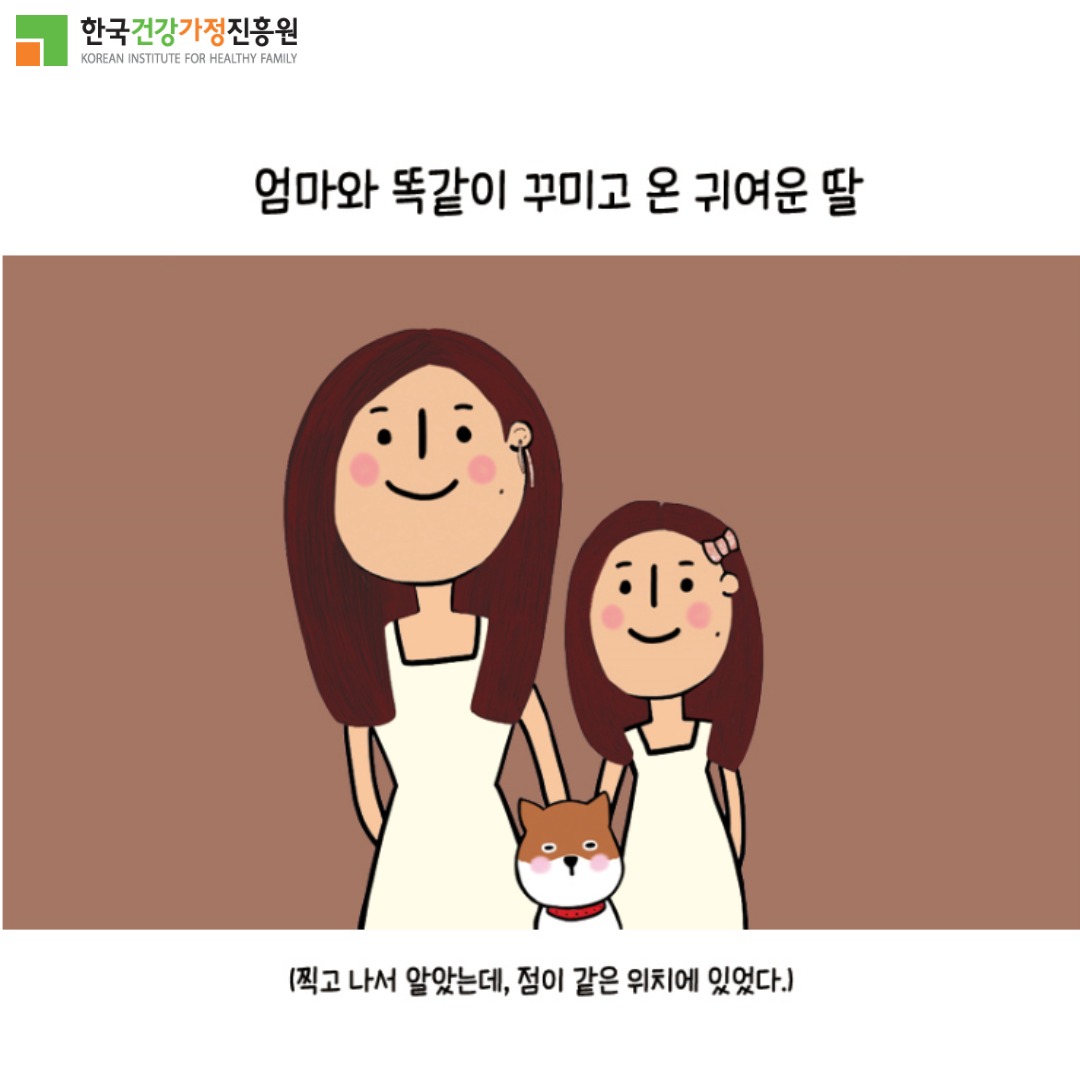 한국건강가정진흥원
KOREAN INSTITUTE FOR HEALTHY FAMILY
엄마와 똑같이 꾸미고 온 귀여운 딸
(찍고 나서 알았는데, 점이 같은 위치에 있었다.)